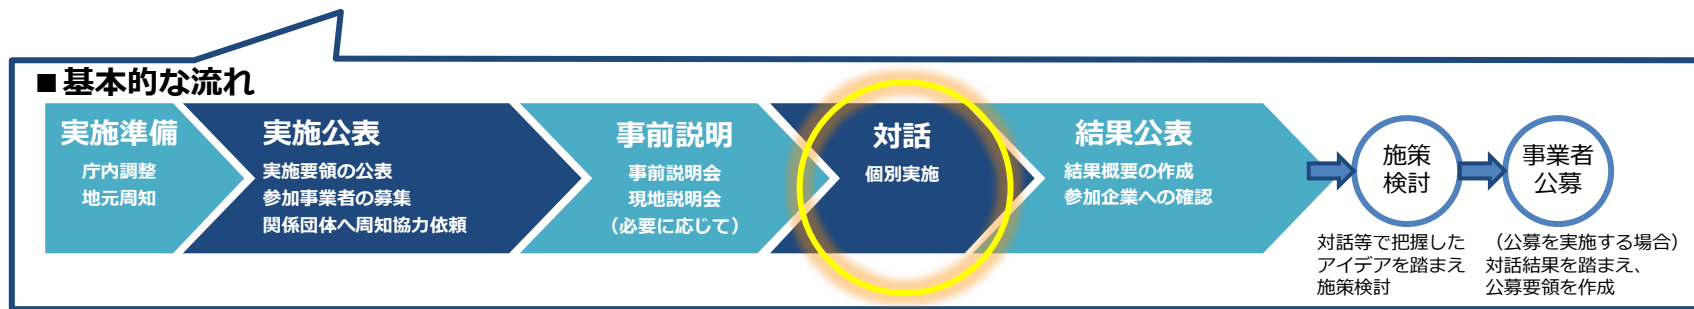 ■基本的な流れ
実施準備
庁内調整
地元周知
実施公表
実施要領の公表
参加事業者の募集
関係団体へ周知協力依頼
事前説明
事前説明会
現地説明会
（必要に応じて）
対話
個別実施
結果公表
結果概要の作成
参加企業への確認
施策
検討
対話等で把握した
アイデアを踏まえ
施策検討
事業者
公募
（公募を実施する場合）
対話結果を踏まえ、
公募要領を作成